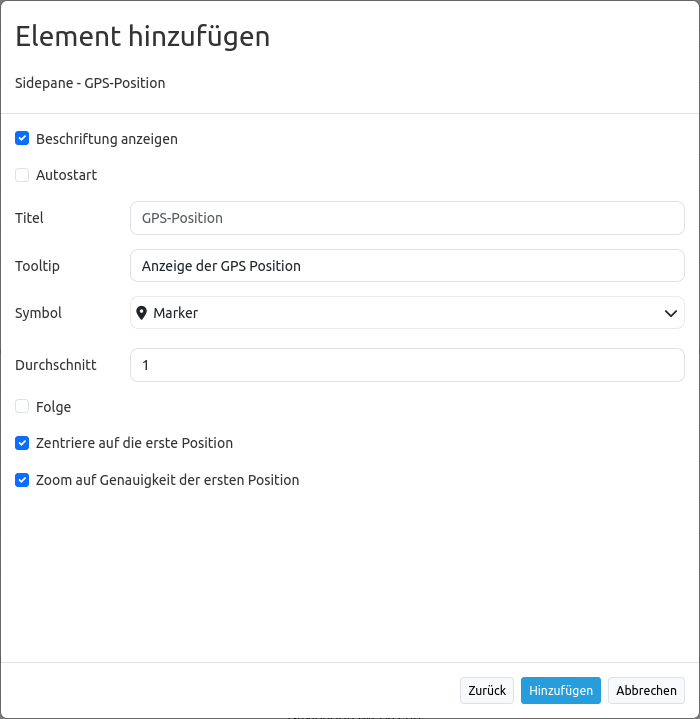 Element hinzufügen
Sidepane - GPS-Position
Beschriftung anzeigen
Autostart
Titel GPS-Position
Tooltip Anzeige der GPS Position
Symbol Marker
Durchschnitt 1
Folge
Zentriere auf die erste Position
Zoom auf Genauigkeit der ersten Position
Zurück Hinzufügen Abbrechen